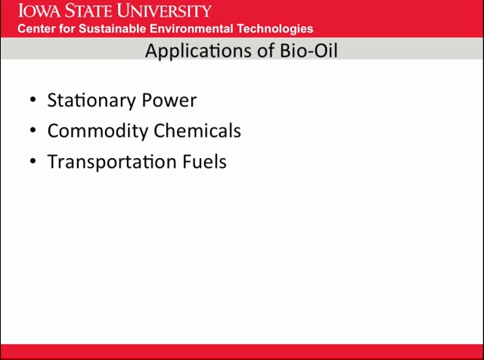 IOWA STATE UNIVERSITY
Center for Sustainable Environmental Technologies
Applications of Bio-Oil
• Stationary Power
• Commodity Chemicals
• Transportation Fuels